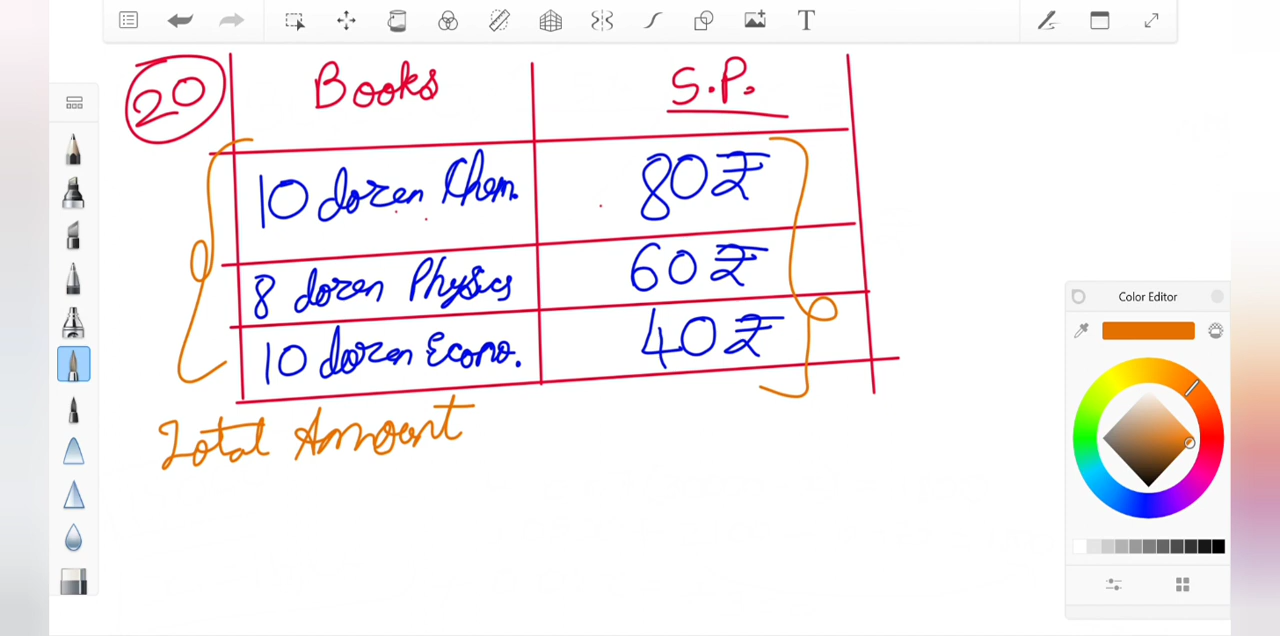 T
20
Books S.P.
10 dozen Chem. 80₹
8 dozen Physics 60₹
10 dozen Econo. 40₹
Total Amount
Color Editor